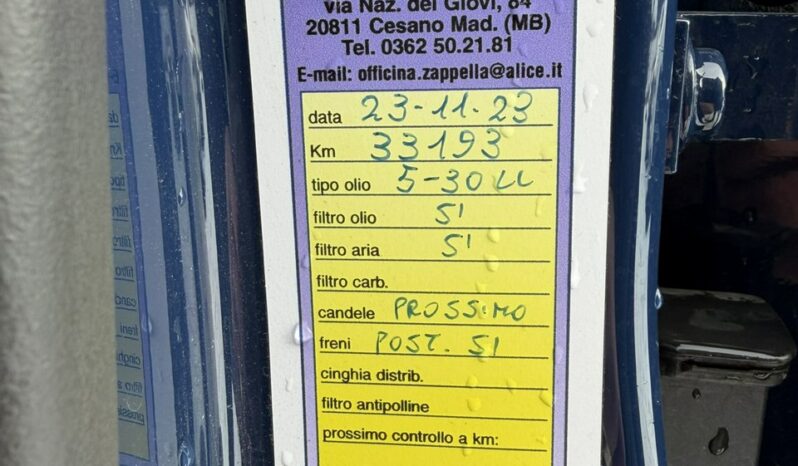 via Naz. dei Giovi, 84
20811 Cesano Mad. (MB)
Tel. 0362 50.21.81
E-mail: officina.zappella@alice.it
data 23-11-23
Km 33193
tipo olio 5-30 LL
filtro olio SI'
filtro aria SI'
filtro carb.
candele PROSSIMO
freni POST. SI
cinghia distrib.
filtro antipolline
prossimo controllo a km: